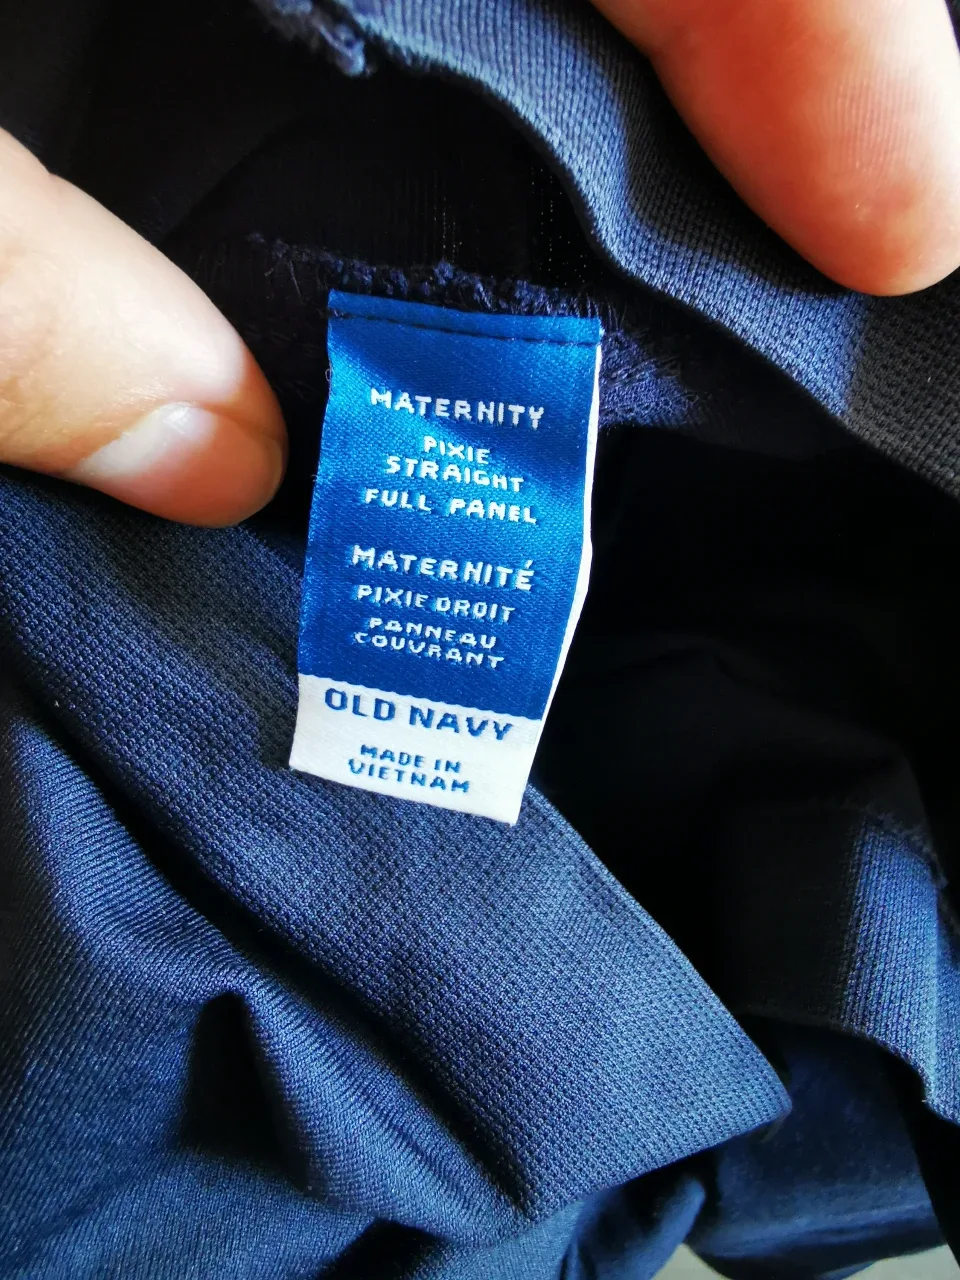 MATERNITY
PIXIE
STRAIGHT
FULL PANEL
MATERNITÉ
PIXIE DROIT
PANNEAU
COUVRANT
OLD NAVY
MADE IN
VIETNAM